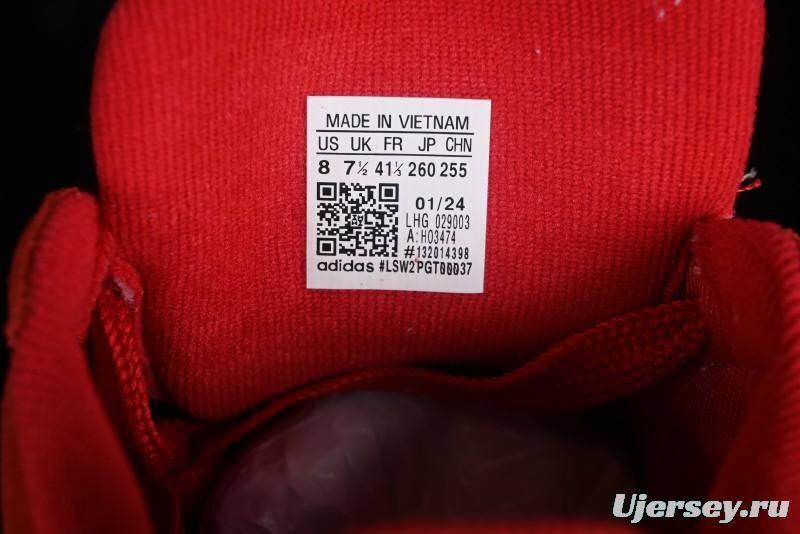 MADE IN VIETNAM
US UK FR JP CHN
8 7½ 41⅓ 260 255
01/24
LHG 029003
A: HO3474
#132014398
adidas #LSW2PGT00037
Ujersey.ru